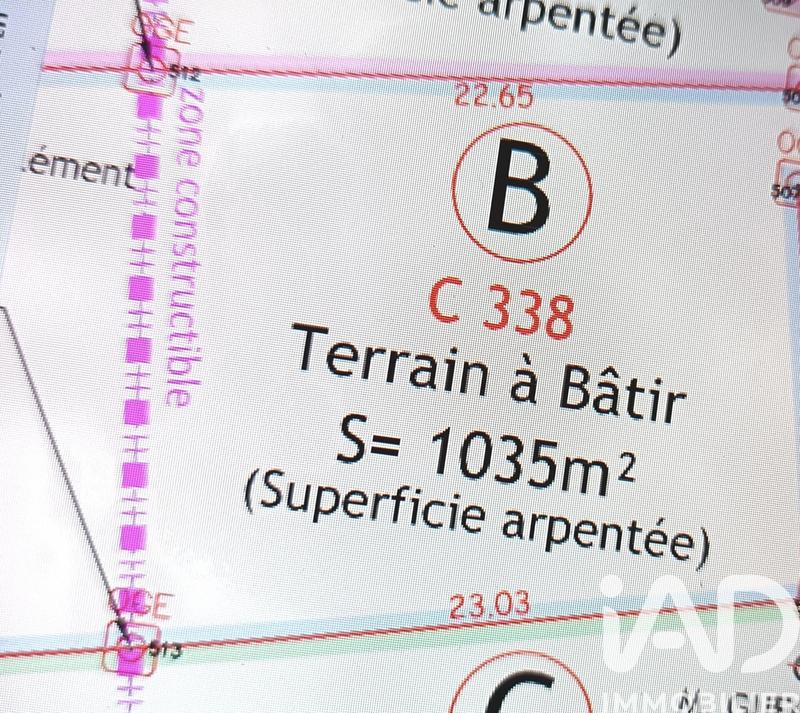 arpentée)
OGE
512
22.65
50
B
zone constructible
.ément
C 338
Terrain à Bâtir
S= 1035m²
(Superficie arpentée)
OGE
23.03
513
iAD
IMMOBILIER
C